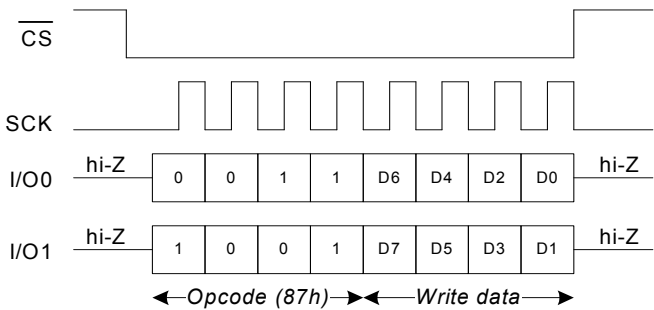 CS
SCK
I/O0 hi-Z 0 0 1 1 D6 D4 D2 D0 hi-Z
I/O1 hi-Z 1 0 0 1 D7 D5 D3 D1 hi-Z
Opcode (87h) Write data